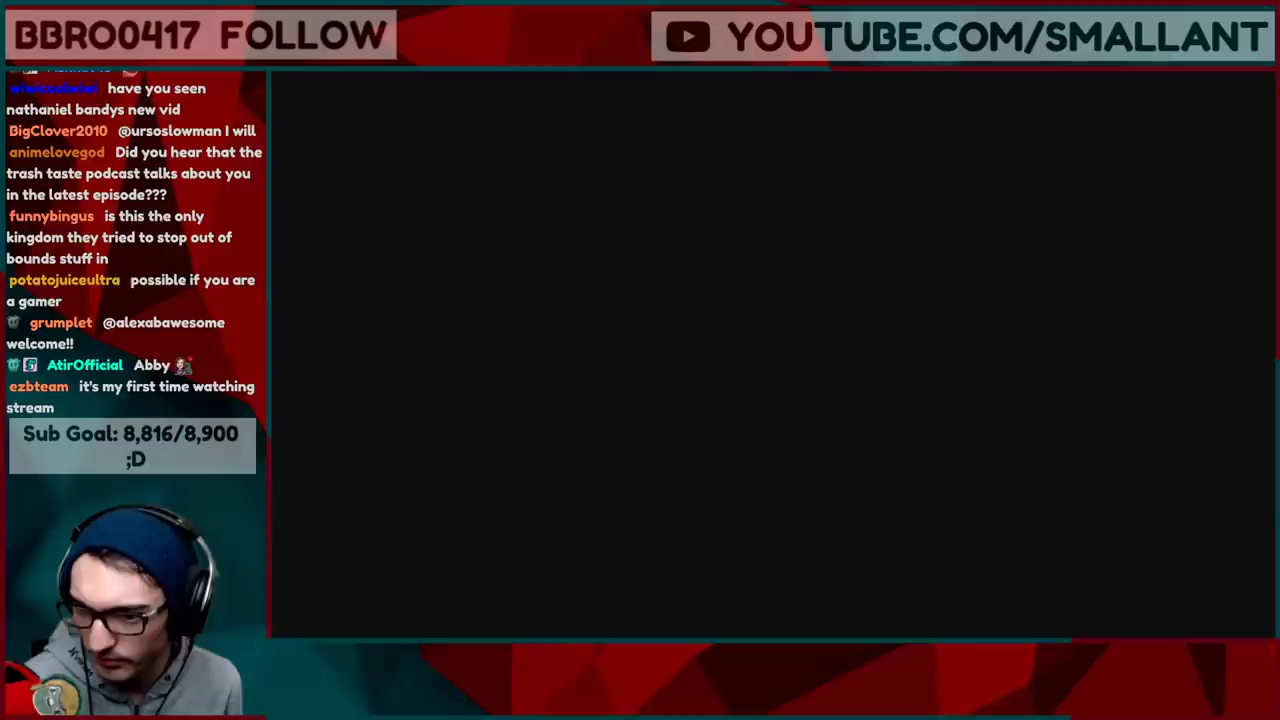 BBRO0417 FOLLOW
YOUTUBE.COM/SMALLANT
wiwicoolwiwi have you seen
nathaniel bandys new vid
BigClover2010 @ursoslowman I will
animelovegod Did you hear that the
trash taste podcast talks about you
in the latest episode???
funnybingus is this the only
kingdom they tried to stop out of
bounds stuff in
potatojuiceultra possible if you are
a gamer
grumplet @alexabawesome
welcome!!
AtirOfficial Abby
ezbteam it's my first time watching
stream
Sub Goal: 8,816/8,900
;D